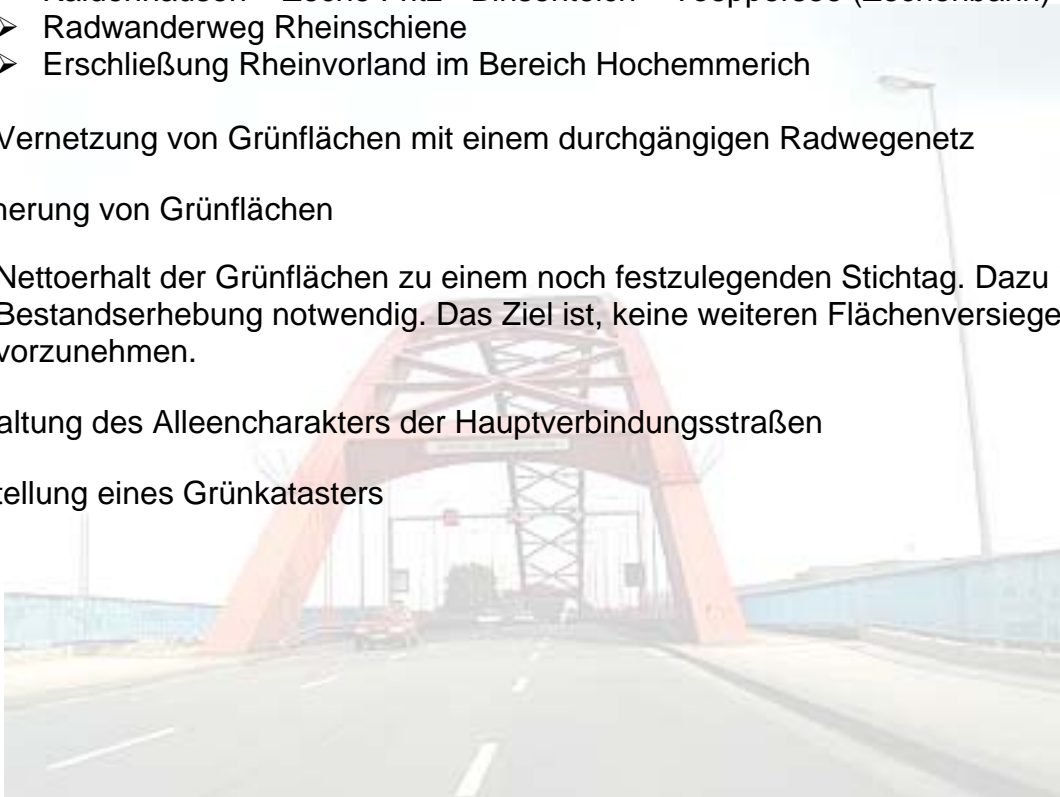 Radwanderweg Rheinschiene
Erschließung Rheinvorland im Bereich Hochemmerich
Vernetzung von Grünflächen mit einem durchgängigen Radwegenetz
herung von Grünflächen
Nettoerhalt der Grünflächen zu einem noch festzulegenden Stichtag. Dazu
Bestandserhebung notwendig. Das Ziel ist, keine weiteren Flächenversiege
vorzunehmen.
altung des Alleencharakters der Hauptverbindungsstraßen
tellung eines Grünkatasters